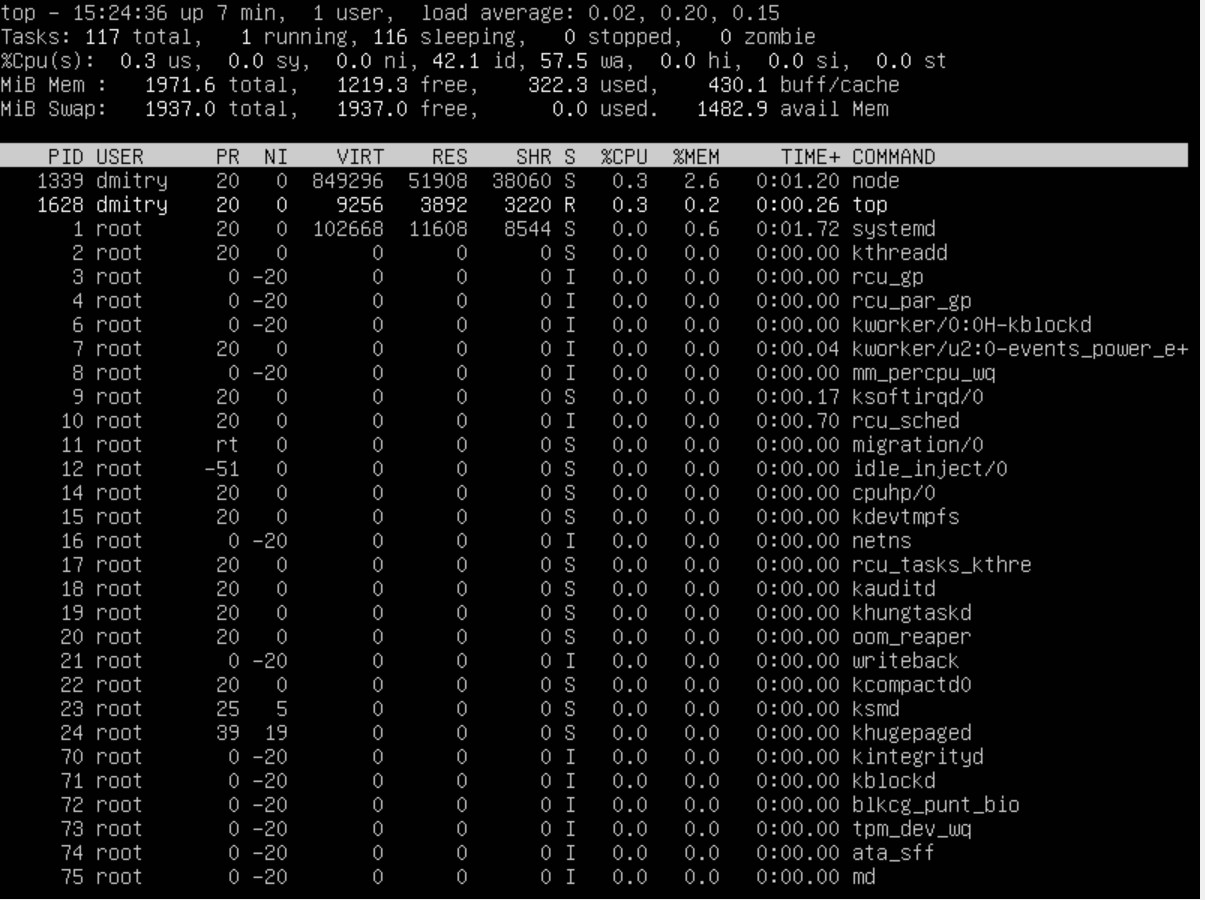 top - 15:24:36 up 7 min,  1 user,  load average: 0.02, 0.20, 0.15
Tasks: 117 total,   1 running, 116 sleeping,   0 stopped,   0 zombie
%Cpu(s):  0.3 us,  0.0 sy,  0.0 ni, 42.1 id, 57.5 wa,  0.0 hi,  0.0 si,  0.0 st
MiB Mem :   1971.6 total,   1219.3 free,    322.3 used,    430.1 buff/cache
MiB Swap:   1937.0 total,   1937.0 free,      0.0 used.   1482.9 avail Mem
PID USER PR NI VIRT RES SHR S %CPU %MEM TIME+ COMMAND
1339 dmitry 20 0 849296 51908 38060 S 0.3 2.6 0:01.20 node
1628 dmitry 20 0 9256 3892 3220 R 0.3 0.2 0:00.26 top
1 root 20 0 102668 11608 8544 S 0.0 0.6 0:01.72 systemd
2 root 20 0 0 0 0 S 0.0 0.0 0:00.00 kthreadd
3 root 0 -20 0 0 0 I 0.0 0.0 0:00.00 rcu_gp
4 root 0 -20 0 0 0 I 0.0 0.0 0:00.00 rcu_par_gp
6 root 0 -20 0 0 0 I 0.0 0.0 0:00.00 kworker/0:0H-kblockd
7 root 20 0 0 0 0 I 0.0 0.0 0:00.04 kworker/u2:0-events_power_e+
8 root 0 -20 0 0 0 I 0.0 0.0 0:00.00 mm_percpu_wq
9 root 20 0 0 0 0 S 0.0 0.0 0:00.17 ksoftirqd/0
10 root 20 0 0 0 0 I 0.0 0.0 0:00.70 rcu_sched
11 root rt 0 0 0 0 S 0.0 0.0 0:00.00 migration/0
12 root -51 0 0 0 0 S 0.0 0.0 0:00.00 idle_inject/0
14 root 20 0 0 0 0 S 0.0 0.0 0:00.00 cpuhp/0
15 root 20 0 0 0 0 S 0.0 0.0 0:00.00 kdevtmpfs
16 root 0 -20 0 0 0 I 0.0 0.0 0:00.00 netns
17 root 20 0 0 0 0 S 0.0 0.0 0:00.00 rcu_tasks_kthre
18 root 20 0 0 0 0 S 0.0 0.0 0:00.00 kauditd
19 root 20 0 0 0 0 S 0.0 0.0 0:00.00 khungtaskd
20 root 20 0 0 0 0 S 0.0 0.0 0:00.00 oom_reaper
21 root 0 -20 0 0 0 I 0.0 0.0 0:00.00 writeback
22 root 20 0 0 0 0 S 0.0 0.0 0:00.00 kcompactd0
23 root 25 5 0 0 0 S 0.0 0.0 0:00.00 ksmd
24 root 39 19 0 0 0 S 0.0 0.0 0:00.00 khugepaged
70 root 0 -20 0 0 0 I 0.0 0.0 0:00.00 kintegrityd
71 root 0 -20 0 0 0 I 0.0 0.0 0:00.00 kblockd
72 root 0 -20 0 0 0 I 0.0 0.0 0:00.00 blkcg_punt_bio
73 root 0 -20 0 0 0 I 0.0 0.0 0:00.00 tpm_dev_wq
74 root 0 -20 0 0 0 I 0.0 0.0 0:00.00 ata_sff
75 root 0 -20 0 0 0 I 0.0 0.0 0:00.00 md